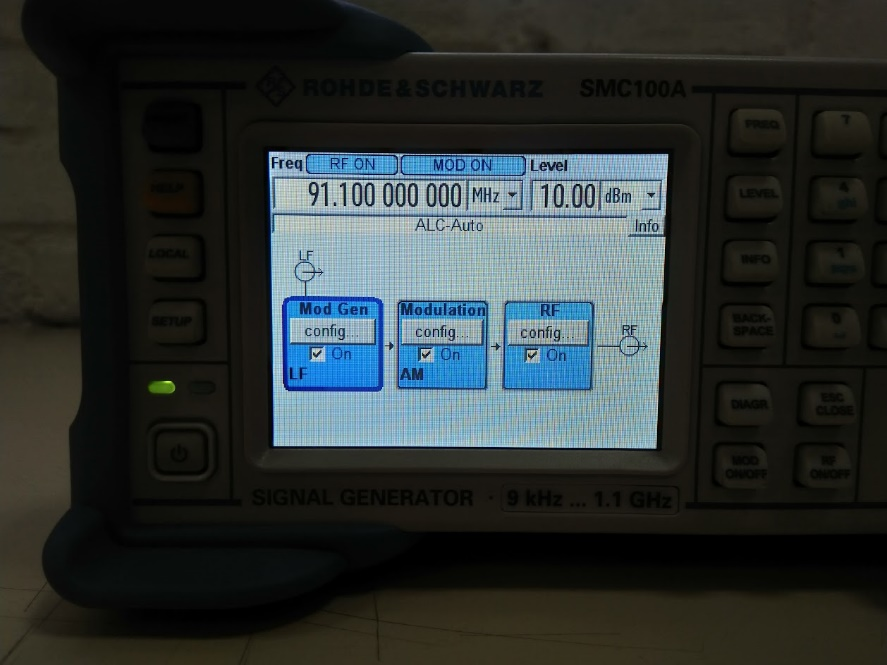 ROHDE & SCHWARZ SMC100A
Freq RF ON MOD ON Level
91.100 000 000 MHz 10.00 dBm
ALC-Auto Info
LF
Mod Gen Modulation RF
config... config... config...
On On On
LF AM
RF
HELP
LOCAL
SETUP
FREQ 7
LEVEL 4
INFO 1
BACK-
SPACE
0
DIAGR
ESC
CLOSE
MOD
ON/OFF
RF
ON/OFF
SIGNAL GENERATOR · 9 kHz ... 1.1 GHz